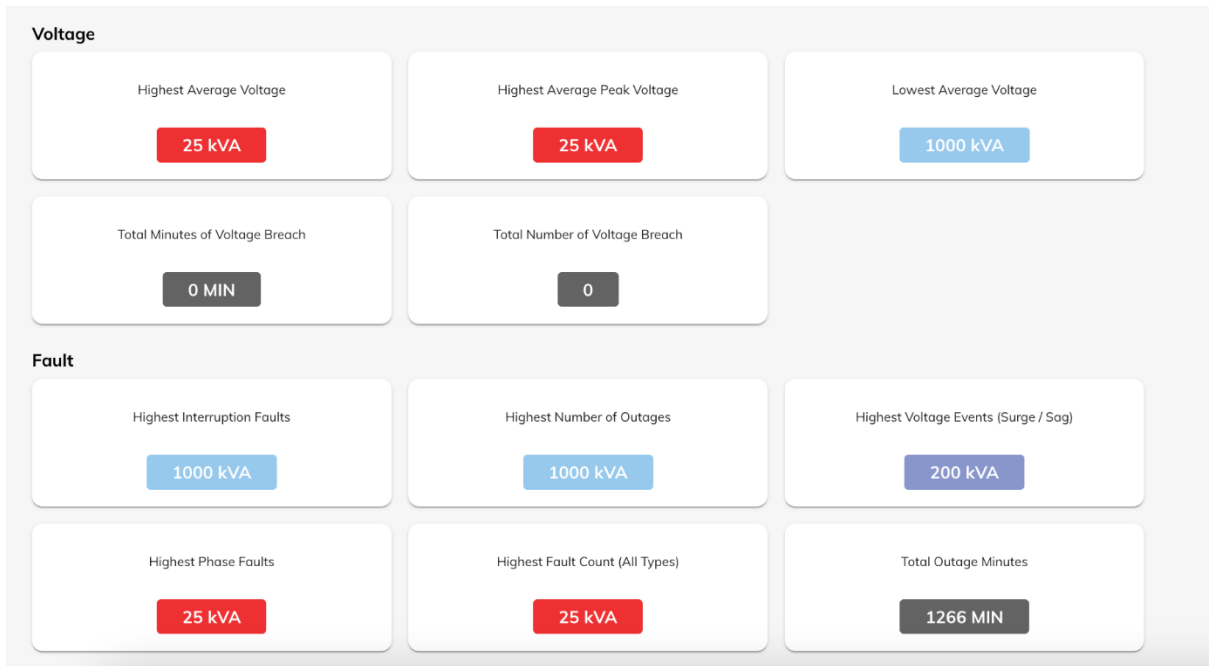 Voltage
Highest Average Voltage
25 kVA
Highest Average Peak Voltage
25 kVA
Lowest Average Voltage
1000 kVA
Total Minutes of Voltage Breach
0 MIN
Total Number of Voltage Breach
0
Fault
Highest Interruption Faults
1000 kVA
Highest Number of Outages
1000 kVA
Highest Voltage Events (Surge / Sag)
200 kVA
Highest Phase Faults
25 kVA
Highest Fault Count (All Types)
25 kVA
Total Outage Minutes
1266 MIN